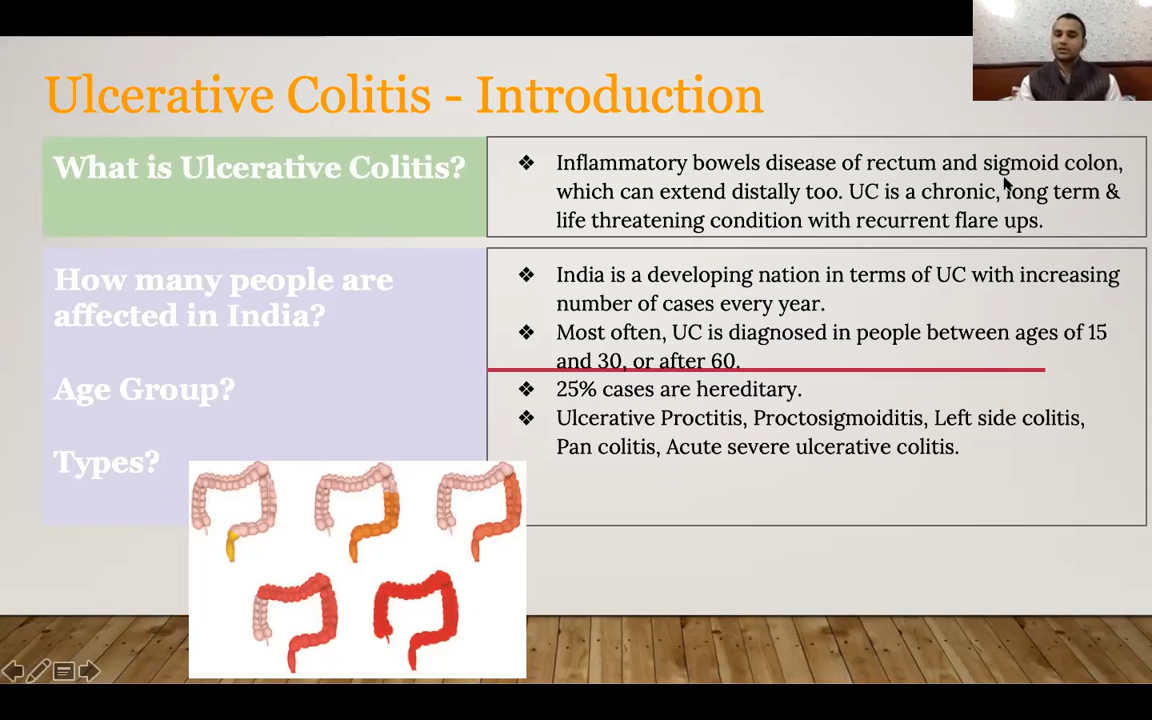 Ulcerative Colitis - Introduction
What is Ulcerative Colitis?
❖ Inflammatory bowels disease of rectum and sigmoid colon,
which can extend distally too. UC is a chronic, long term &
life threatening condition with recurrent flare ups.
How many people are
affected in India?
Age Group?
Types?
❖ India is a developing nation in terms of UC with increasing
number of cases every year.
❖ Most often, UC is diagnosed in people between ages of 15
and 30, or after 60.
❖ 25% cases are hereditary.
❖ Ulcerative Proctitis, Proctosigmoiditis, Left side colitis,
Pan colitis, Acute severe ulcerative colitis.